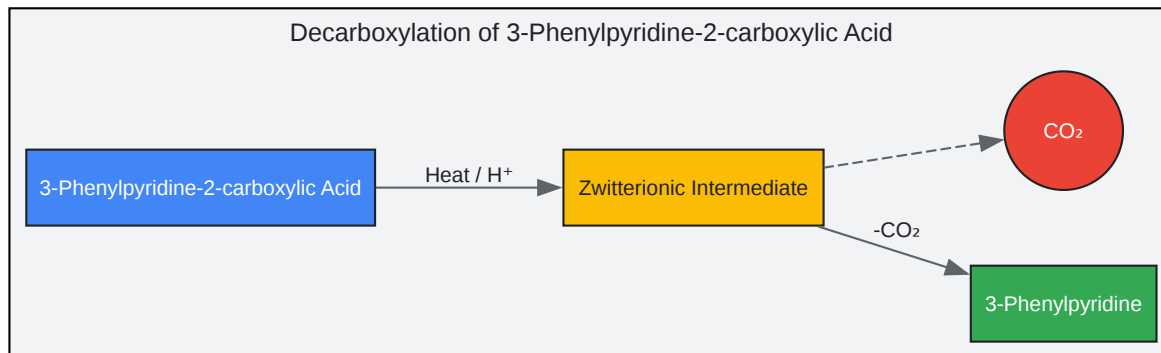 Decarboxylation of 3-Phenylpyridine-2-carboxylic Acid
CO₂
3-Phenylpyridine-2-carboxylic Acid
Heat / H⁺
Zwitterionic Intermediate
-CO₂
3-Phenylpyridine